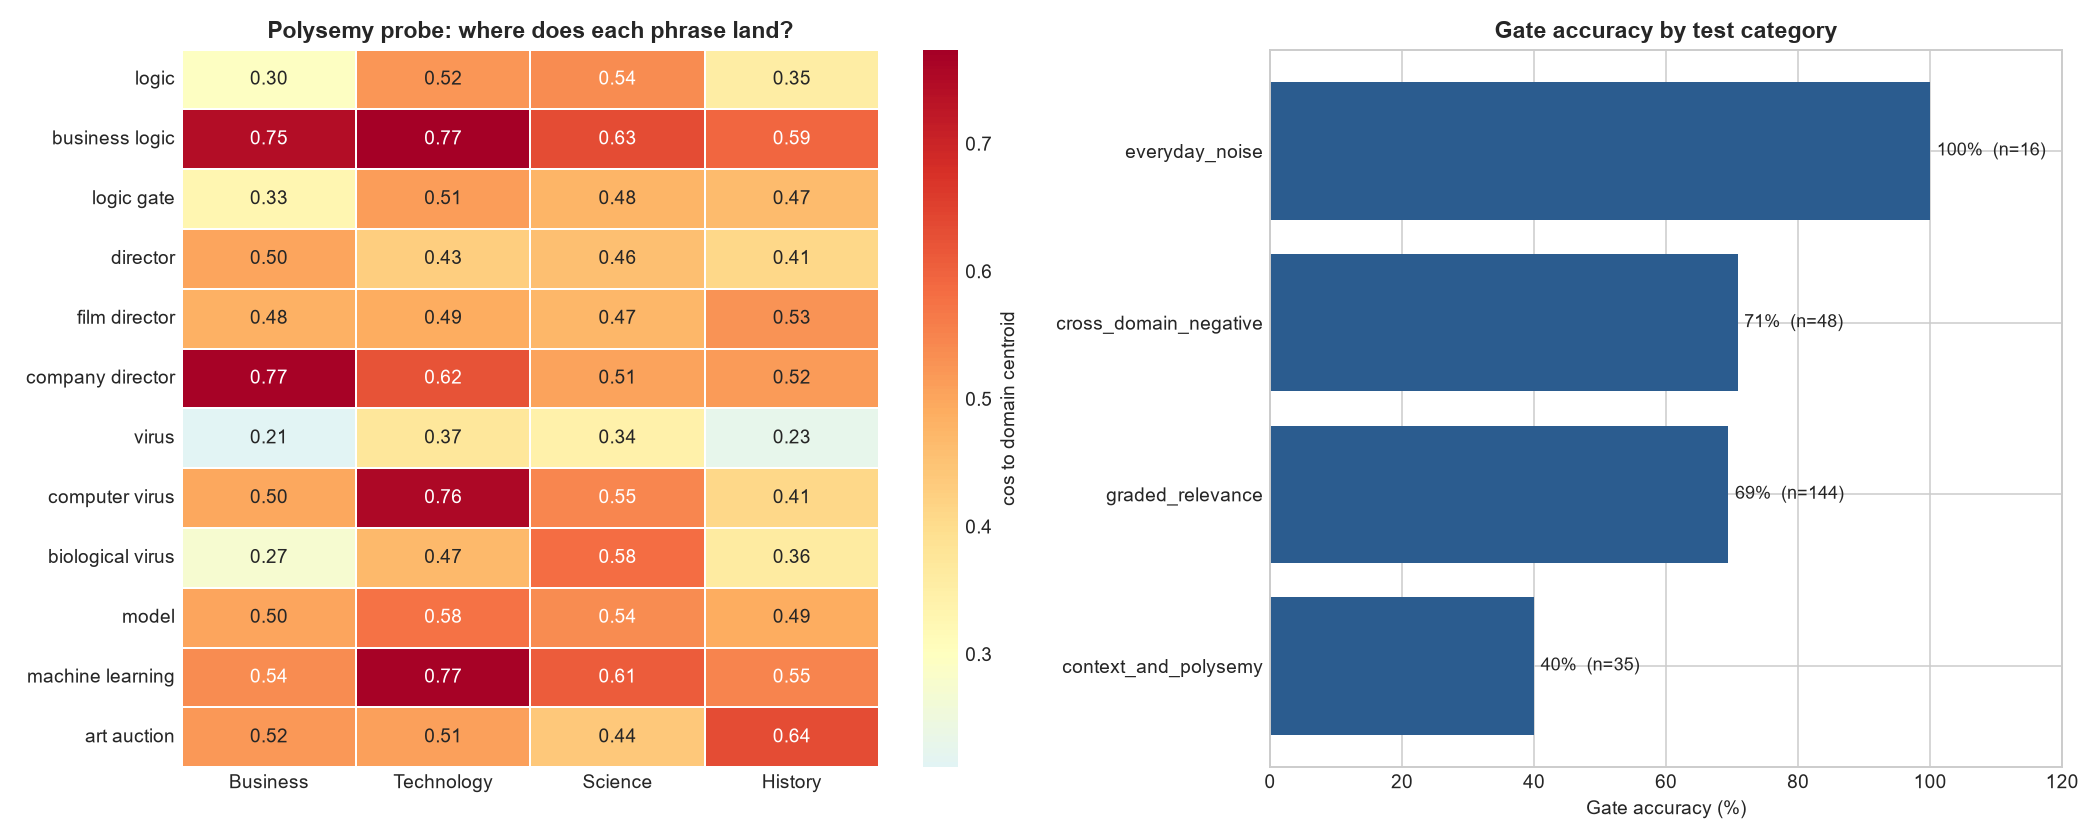 Polysemy probe: where does each phrase land?
logic 0.30 0.52 0.54 0.35
business logic 0.75 0.77 0.63 0.59
logic gate 0.33 0.51 0.48 0.47
director 0.50 0.43 0.46 0.41
film director 0.48 0.49 0.47 0.53
company director 0.77 0.62 0.51 0.52
virus 0.21 0.37 0.34 0.23
computer virus 0.50 0.76 0.55 0.41
biological virus 0.27 0.47 0.58 0.36
model 0.50 0.58 0.54 0.49
machine learning 0.54 0.77 0.61 0.55
art auction 0.52 0.51 0.44 0.64
Business Technology Science History
0.7
0.6
0.5
0.4
0.3
cos to domain centroid
Gate accuracy by test category
everyday_noise 100% (n=16)
cross_domain_negative 71% (n=48)
graded_relevance 69% (n=144)
context_and_polysemy 40% (n=35)
0 20 40 60 80 100 120
Gate accuracy (%)